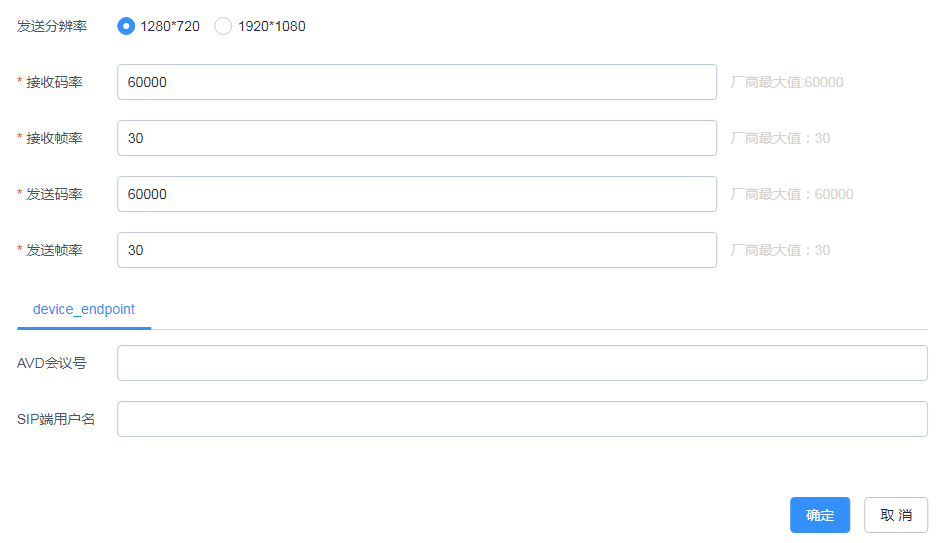 发送分辨率 1280*720 1920*1080
* 接收码率 60000 厂商最大值:60000
* 接收帧率 30 厂商最大值：30
* 发送码率 60000 厂商最大值：60000
* 发送帧率 30 厂商最大值：30
device_endpoint
AVD会议号
SIP端用户名
确定 取 消